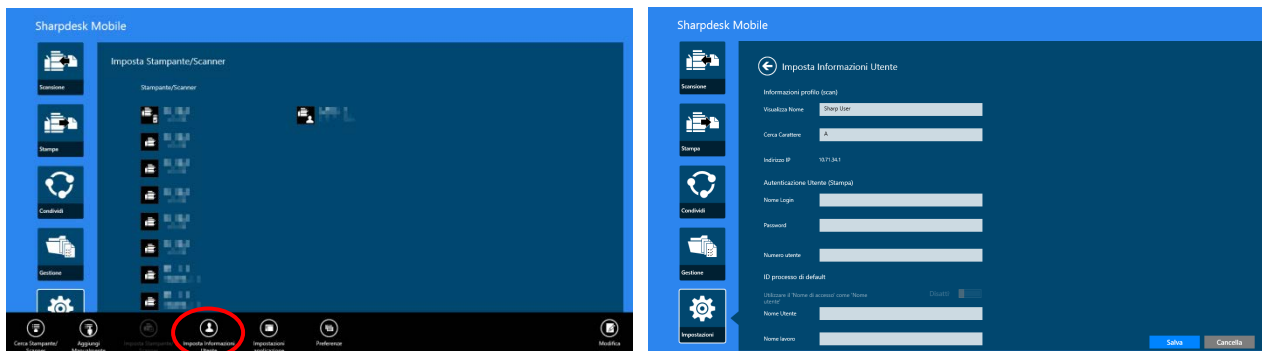 Sharpdesk Mobile
Imposta Stampante/Scanner
Scansione
Stampante/Scanner
Stampa
Condividi
Gestione
Cerca Stampante/
Scanner
Aggiungi
Manualmente
Imposta Stampante/
Scanner
Imposta Informazioni
Utente
Impostazioni
applicazione
Preferenze
Modifica
Sharpdesk Mobile
Imposta Informazioni Utente
Scansione
Informazioni profilo (scan)
Visualizza Nome
Sharp User
Cerca Carattere
A
Stampa
Indirizzo IP
10.71.34.1
Autenticazione Utente (Stampa)
Nome Login
Condividi
Password
Numero utente
Gestione
ID processo di default
Utilizzare il 'Nome di accesso' come 'Nome
utente'
Disatti
Nome Utente
Impostazioni
Nome lavoro
Salva
Cancella